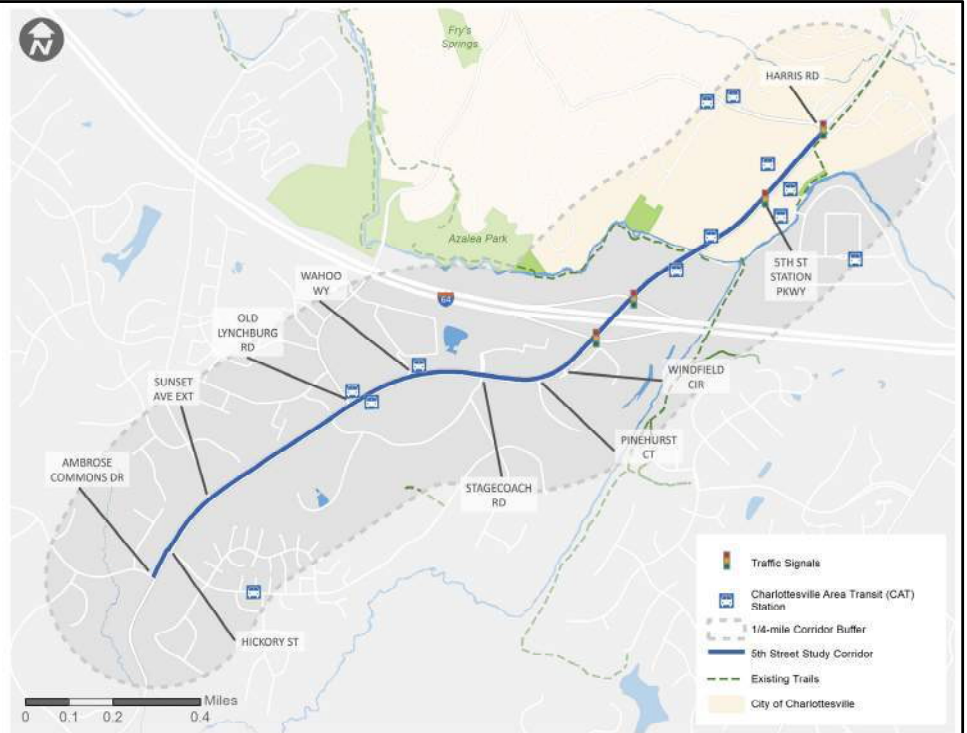 N
Fry's
Springs
HARRIS RD
Azalea Park
5TH ST
STATION
PKWY
WAHOO
WY
64
OLD
LYNCHBURG
RD
SUNSET
AVE EXT
WINDFIELD
CIR
PINEHURST
CT
AMBROSE
COMMONS DR
STAGECOACH
RD
HICKORY ST
Traffic Signals
Charlottesville Area Transit (CAT)
Station
1/4-mile Corridor Buffer
5th Street Study Corridor
Existing Trails
City of Charlottesville
Miles
0 0.1 0.2 0.4